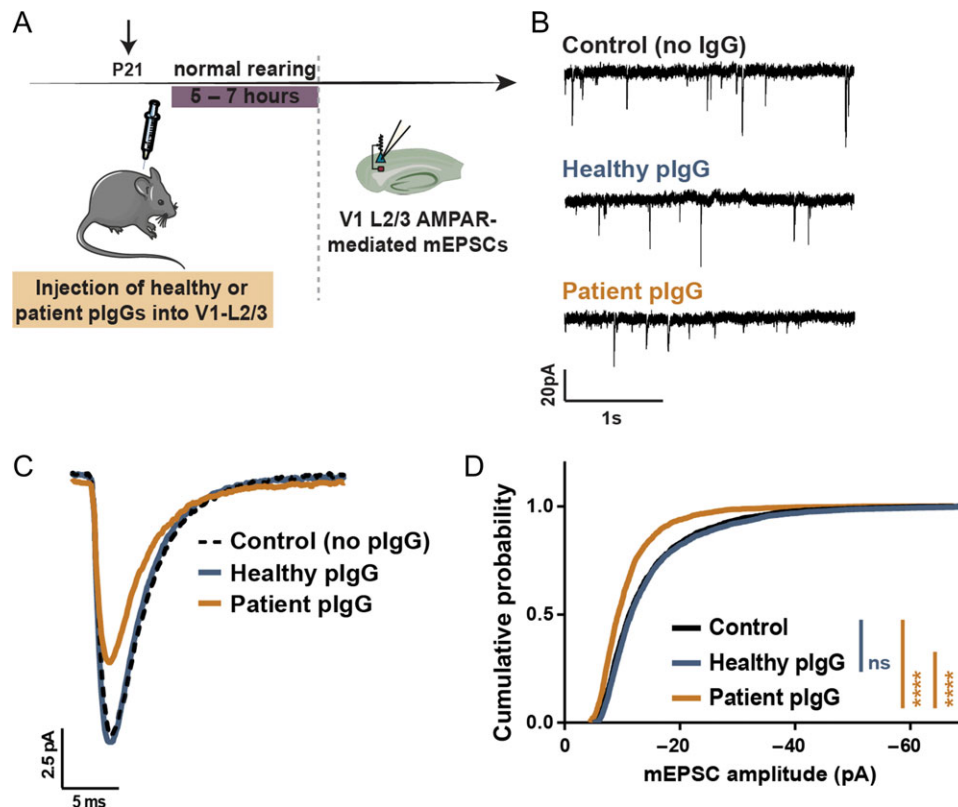 A
P21
normal rearing
5 – 7 hours
V1 L2/3 AMPAR-
mediated mEPSCs
Injection of healthy or
patient pIgGs into V1-L2/3
B
Control (no IgG)
Healthy pIgG
Patient pIgG
20pA
1s
C
Control (no pIgG)
Healthy pIgG
Patient pIgG
2.5 pA
5 ms
D
Cumulative probability
1.0
0.5
0.0
Control
Healthy pIgG
Patient pIgG
ns
****
****
0
–20
–40
–60
mEPSC amplitude (pA)